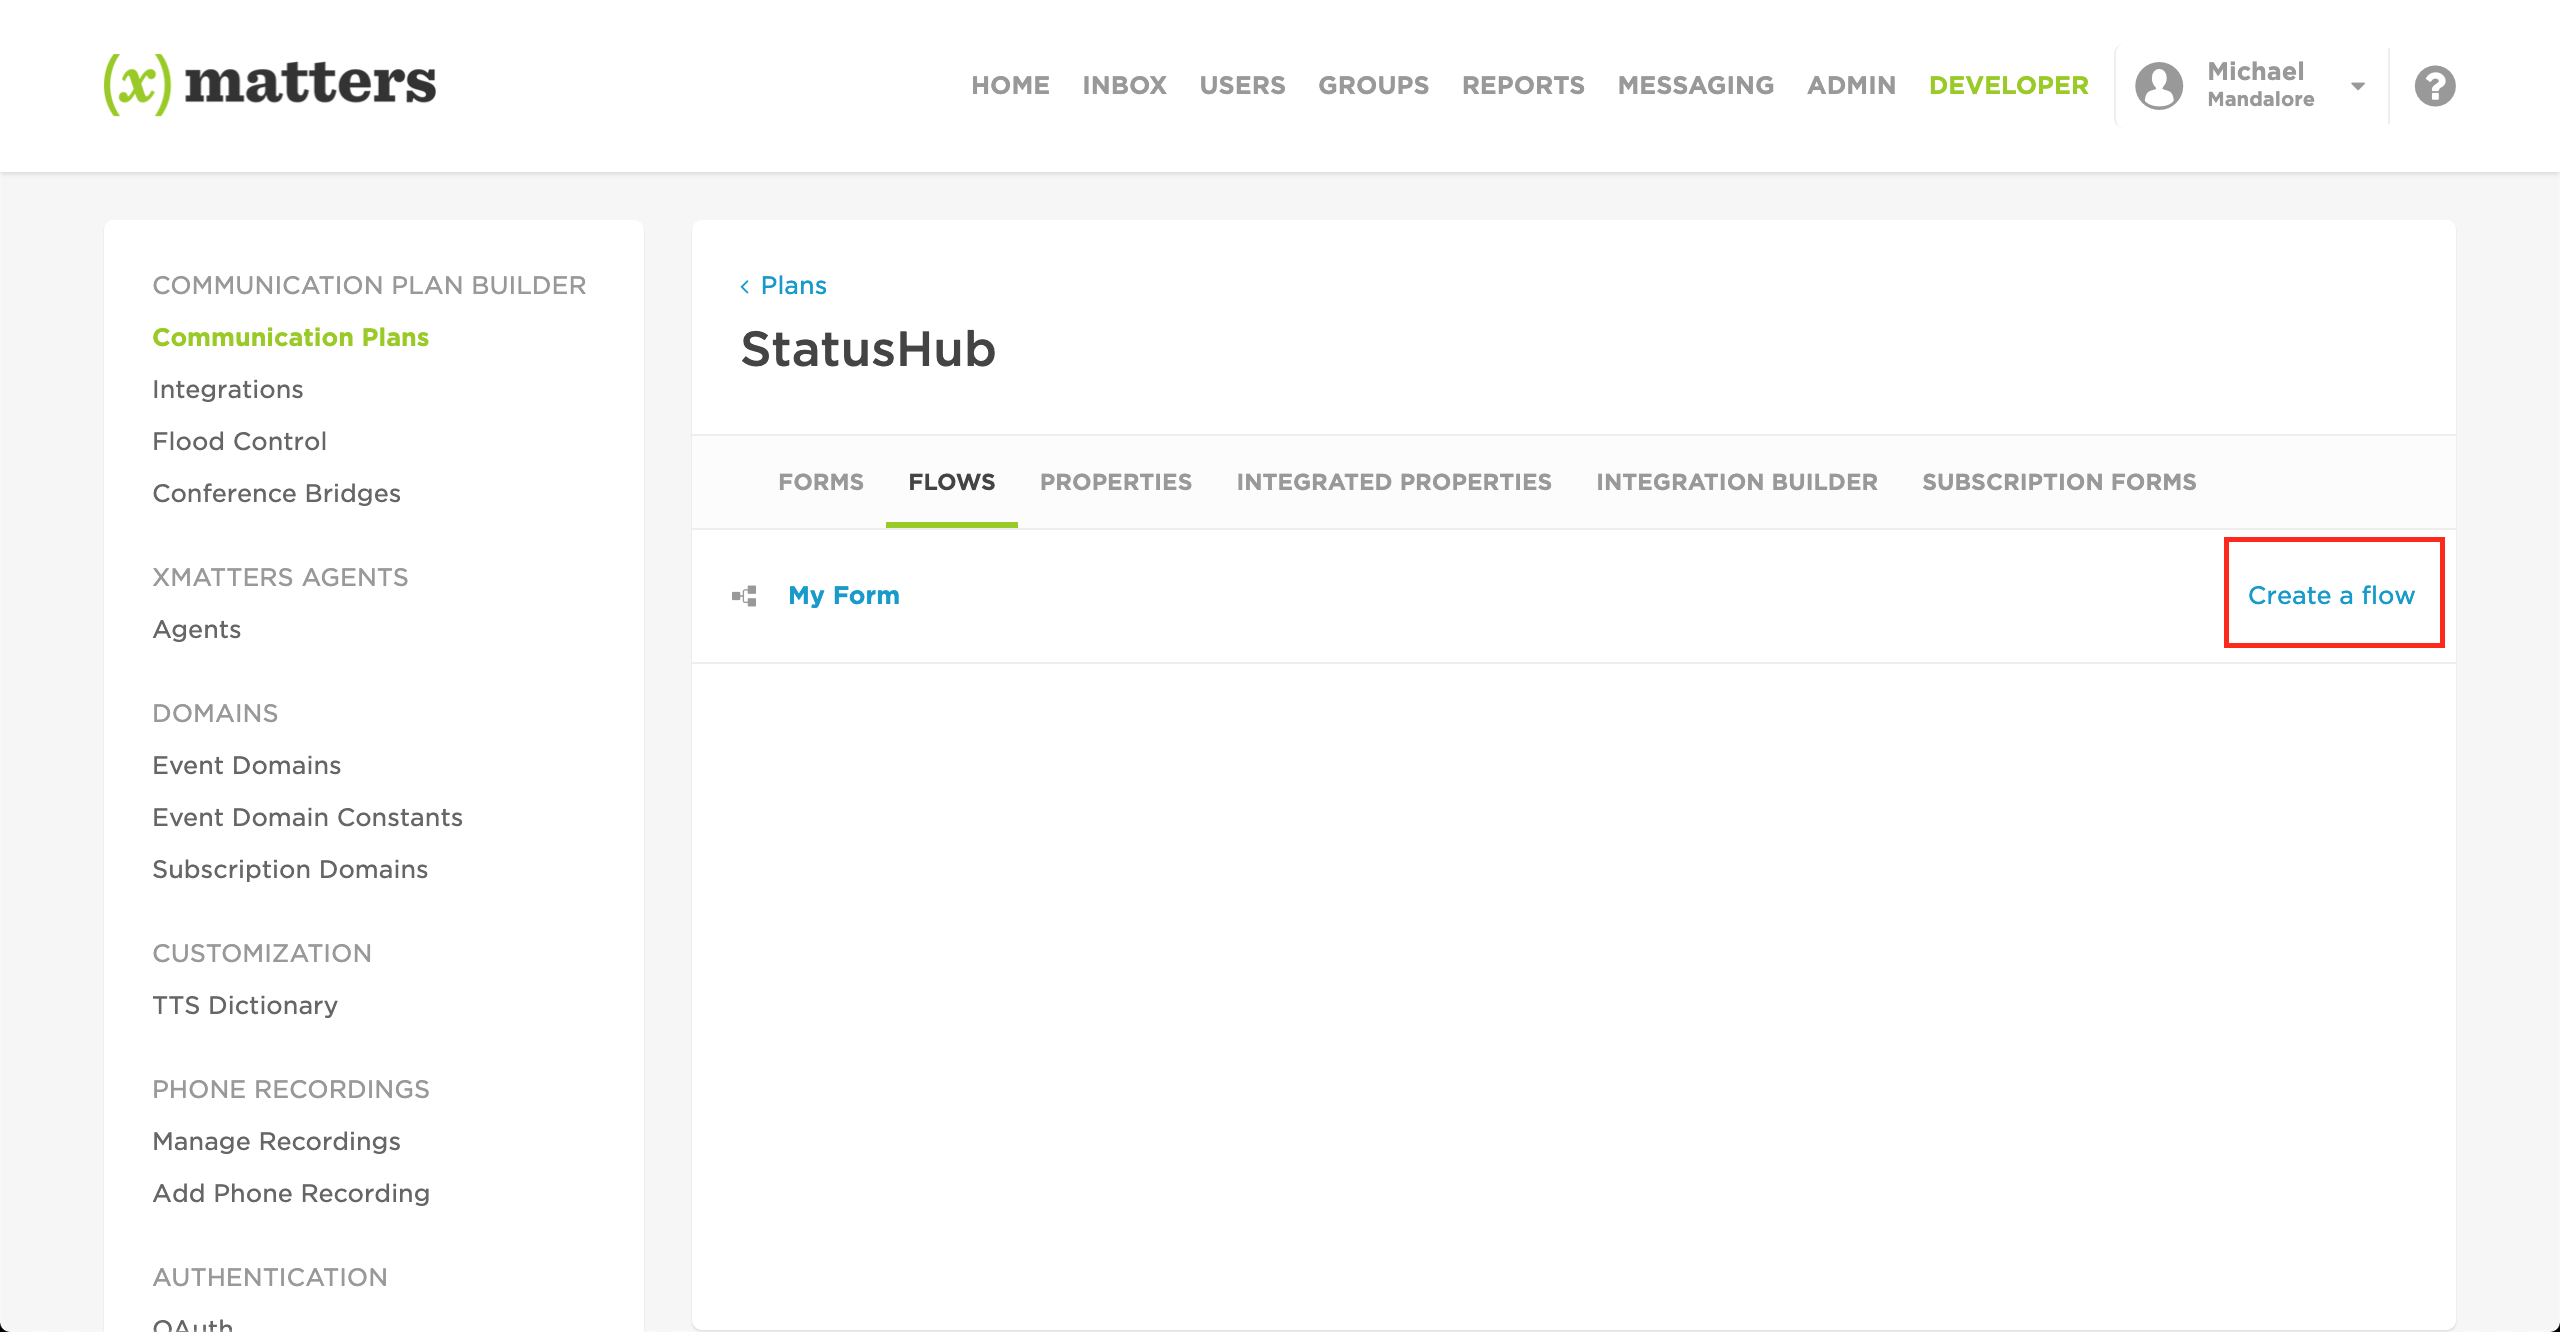 (x) matters
HOME INBOX USERS GROUPS REPORTS MESSAGING ADMIN DEVELOPER
Michael
Mandalore
?
COMMUNICATION PLAN BUILDER
Communication Plans
Integrations
Flood Control
Conference Bridges
XMATTERS AGENTS
Agents
DOMAINS
Event Domains
Event Domain Constants
Subscription Domains
CUSTOMIZATION
TTS Dictionary
PHONE RECORDINGS
Manage Recordings
Add Phone Recording
AUTHENTICATION
OAuth
‹ Plans
StatusHub
FORMS FLOWS PROPERTIES INTEGRATED PROPERTIES INTEGRATION BUILDER SUBSCRIPTION FORMS
My Form
Create a flow